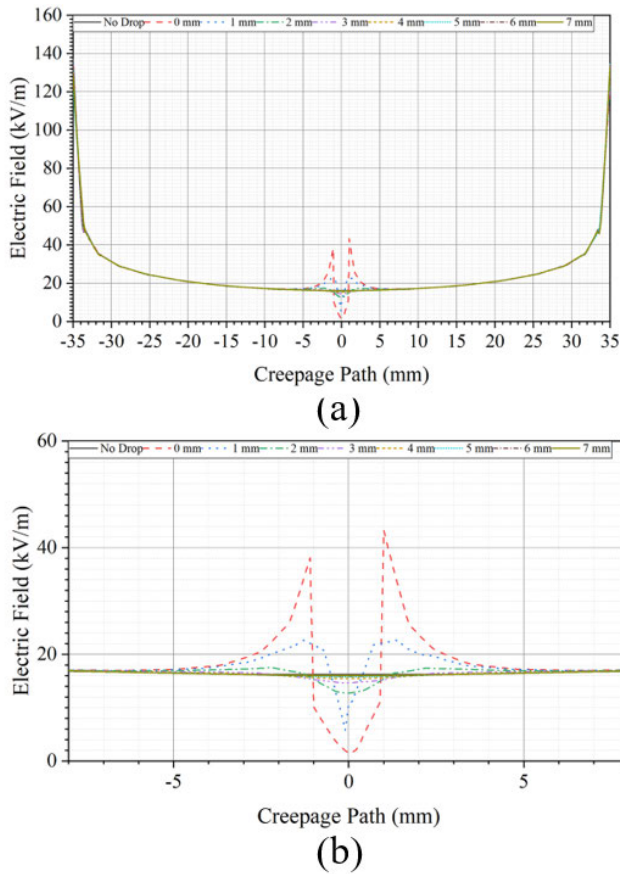 No Drop 0 mm 1 mm 2 mm 3 mm 4 mm 5 mm 6 mm 7 mm
160
140
120
100
80
60
40
20
0
Electric Field (kV/m)
-35 -30 -25 -20 -15 -10 -5 0 5 10 15 20 25 30 35
Creepage Path (mm)
(a)
No Drop 0 mm 1 mm 2 mm 3 mm 4 mm 5 mm 6 mm 7 mm
60
40
20
0
Electric Field (kV/m)
-5 0 5
Creepage Path (mm)
(b)